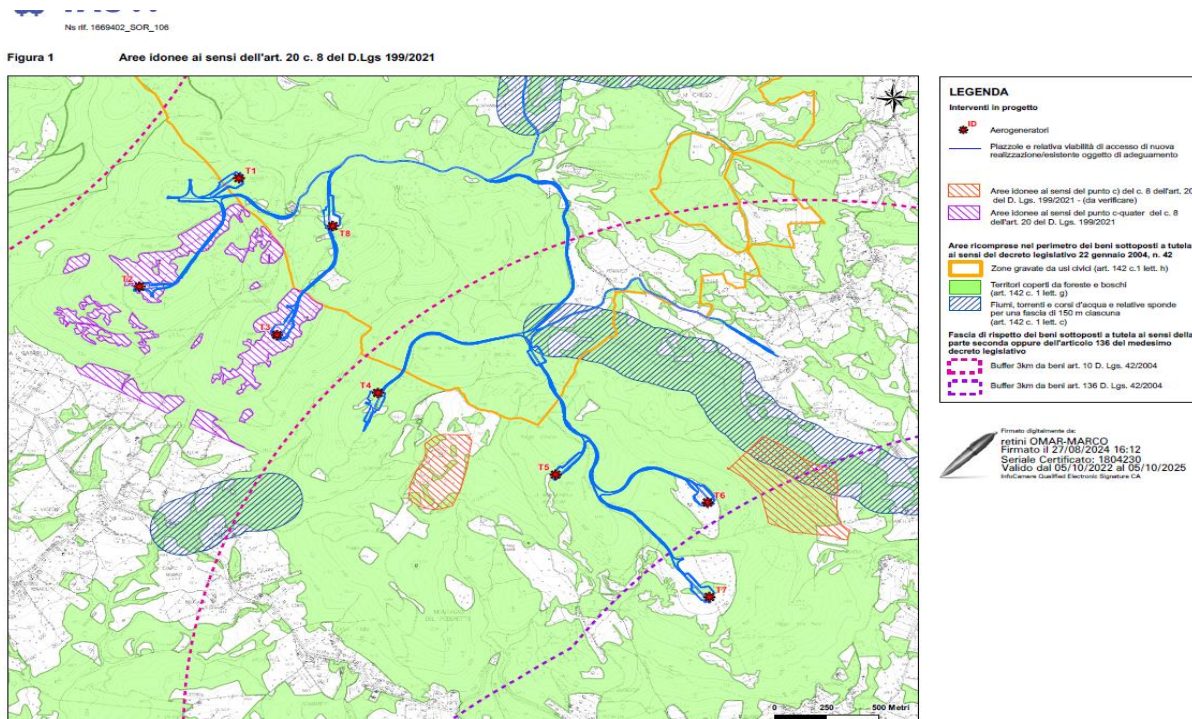 Ns rif. 1669402_SOR_106
Figura 1 Aree idonee ai sensi dell'art. 20 c. 8 del D.Lgs 199/2021
T1
T8
T2
T3
T4
T5
T6
T7
0 250 500 Metri
LEGENDA
Interventi in progetto
ID
Aerogeneratori
Piazzole e relativa viabilità di accesso di nuova
realizzazione/esistente oggetto di adeguamento
Aree idonee ai sensi del punto c) del c. 8 dell'art. 20
del D. Lgs. 199/2021 - (da verificare)
Aree idonee ai sensi del punto c-quater del c. 8
dell'art. 20 del D. Lgs. 199/2021
Aree ricomprese nel perimetro dei beni sottoposti a tutela
ai sensi del decreto legislativo 22 gennaio 2004, n. 42
Zone gravate da usi civici (art. 142 c.1 lett. h)
Territori coperti da foreste e boschi
(art. 142 c. 1 lett. g)
Fiumi, torrenti e corsi d'acqua e relative sponde
per una fascia di 150 m ciascuna
(art. 142 c. 1 lett. c)
Fascia di rispetto dei beni sottoposti a tutela ai sensi della
parte seconda oppure dell'articolo 136 del medesimo
decreto legislativo
Buffer 3km da beni art. 10 D. Lgs. 42/2004
Buffer 3km da beni art. 136 D. Lgs. 42/2004
Firmato digitalmente da:
retini OMAR-MARCO
Firmato il 27/08/2024 16:12
Seriale Certificato: 1804230
Valido dal 05/10/2022 al 05/10/2025
InfoCamere Qualified Electronic Signature CA